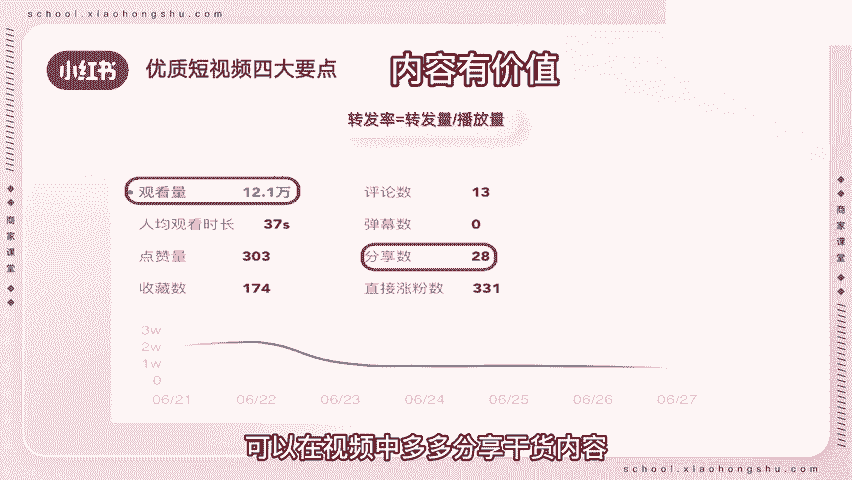 school.xiaohongshu.com
小红书 优质短视频四大要点 内容有价值
转发率=转发量/播放量
观看量 12.1万 评论数 13
人均观看时长 37s 弹幕数 0
点赞量 303 分享数 28
收藏数 174 直接涨粉数 331
3w
2w
1w
0
06/21 06/22 06/23 06/24 06/25 06/26 06/27
商家课堂
商家课堂
可以在视频中多多分享干货内容
school.xiaohongshu.com